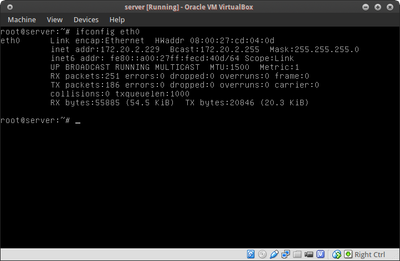 server [Running] - Oracle VM VirtualBox
Machine View Devices Help
root@server:~# ifconfig eth0
eth0 Link encap:Ethernet HWaddr 08:00:27:cd:04:0d
inet addr:172.20.2.229 Bcast:172.20.2.255 Mask:255.255.255.0
inet6 addr: fe80::a00:27ff:fecd:40d/64 Scope:Link
UP BROADCAST RUNNING MULTICAST MTU:1500 Metric:1
RX packets:251 errors:0 dropped:0 overruns:0 frame:0
TX packets:186 errors:0 dropped:0 overruns:0 carrier:0
collisions:0 txqueuelen:1000
RX bytes:55885 (54.5 KiB) TX bytes:20846 (20.3 KiB)
root@server:~# _
Right Ctrl